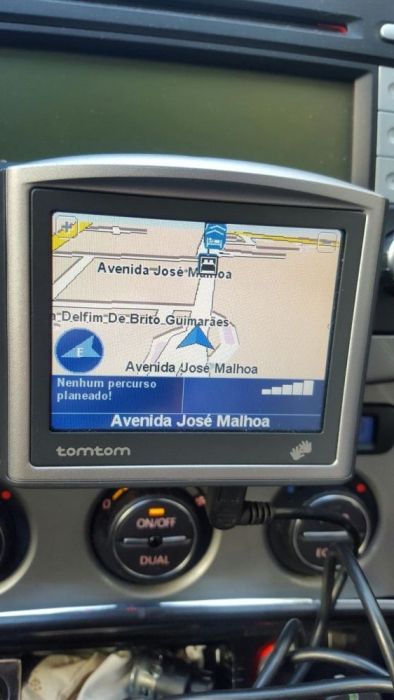 Avenida José Malhoa
a Delfim De Brito Guimarães
E
Avenida José Malhoa
Nenhum percurso
planeado!
Avenida José Malhoa
tomtom
0
ON/OFF
DUAL